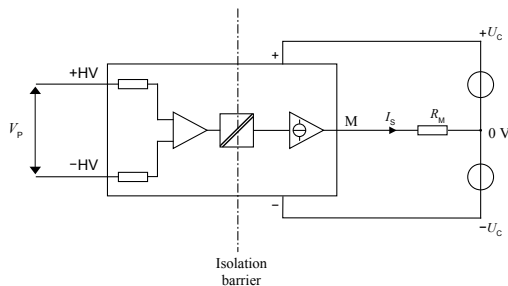 +U_C
+
+HV
V_P
M
I_S
R_M
0 V
−HV
−
−U_C
Isolation
barrier